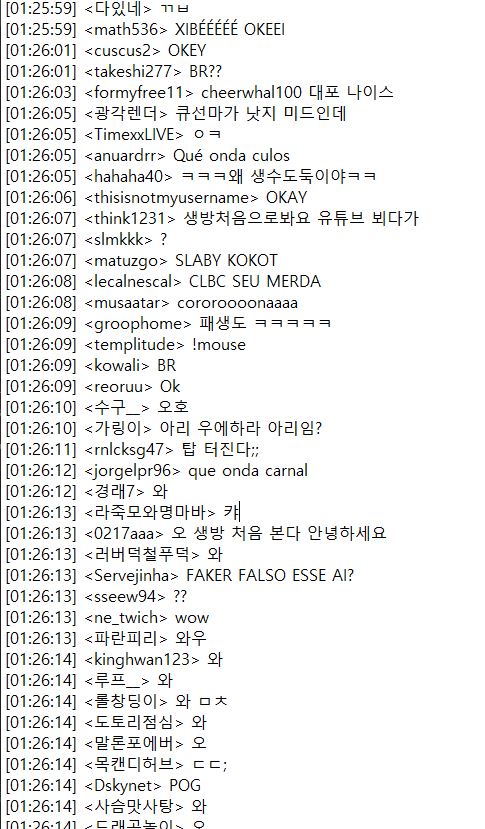 [01:25:59] <다있네> ㄲㅂ
[01:25:59] <math536> XIBÉÉÉÉÉ OKEEI
[01:26:01] <cuscus2> OKEY
[01:26:01] <takeshi277> BR??
[01:26:03] <formyfree11> cheerwhal100 대포 나이스
[01:26:05] <광각렌더> 큐선마가 낫지 미드인데
[01:26:05] <TimexxLIVE> ㅇㅋ
[01:26:05] <anuardrr> Qué onda culos
[01:26:05] <hahaha40> ㅋㅋㅋ왜 생수도둑이야ㅋㅋ
[01:26:06] <thisisnotmyusername> OKAY
[01:26:07] <think1231> 생방처음으로봐요 유튜브 뵈다가
[01:26:07] <slmkkk> ?
[01:26:07] <matuzgo> SLABY KOKOT
[01:26:08] <lecalnescal> CLBC SEU MERDA
[01:26:08] <musaatar> cororoooonaaaa
[01:26:09] <groophome> 패생도 ㅋㅋㅋㅋㅋ
[01:26:09] <templitude> !mouse
[01:26:09] <kowali> BR
[01:26:09] <reoruu> Ok
[01:26:10] <수구__> 오호
[01:26:10] <가링이> 아리 우에하라 아리임?
[01:26:11] <rnlcksg47> 탑 터진다;;
[01:26:12] <jorgelpr96> que onda carnal
[01:26:12] <경래7> 와
[01:26:13] <라죽모와명마바> 캬
[01:26:13] <0217aaa> 오 생방 처음 본다 안녕하세요
[01:26:13] <러버덕철푸덕> 와
[01:26:13] <Servejinha> FAKER FALSO ESSE AI?
[01:26:13] <sseew94> ??
[01:26:13] <ne_twich> wow
[01:26:13] <파란피리> 와우
[01:26:14] <kinghwan123> 와
[01:26:14] <루프__> 와
[01:26:14] <롤창딩이> 와 ㅁㅊ
[01:26:14] <도토리점심> 와
[01:26:14] <말론포에버> 오
[01:26:14] <목캔디허브> ㄷㄷ;
[01:26:14] <Dskynet> POG
[01:26:14] <사슴맛사탕> 와